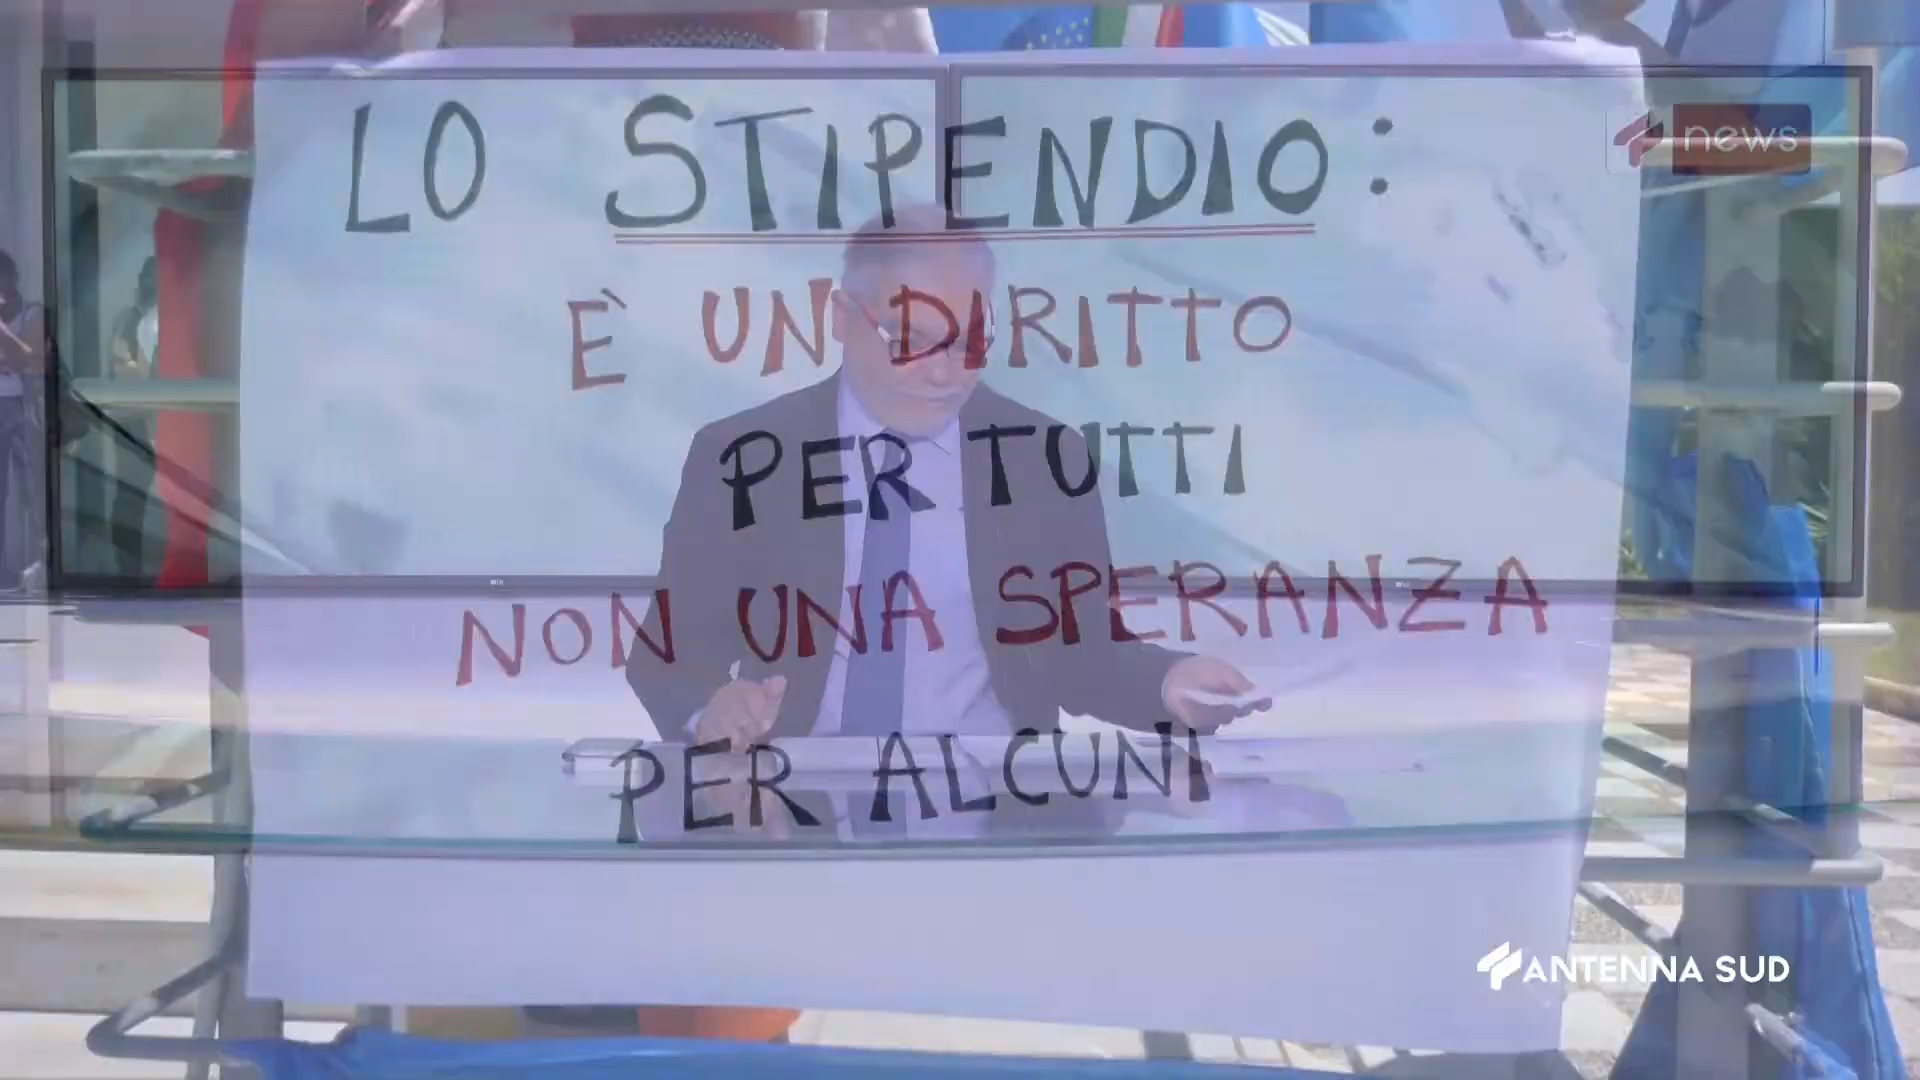 LO STIPENDIO:
news
È UN DIRITTO
PER TUTTI
NON UNA SPERANZA
PER ALCUNI
ANTENNA SUD